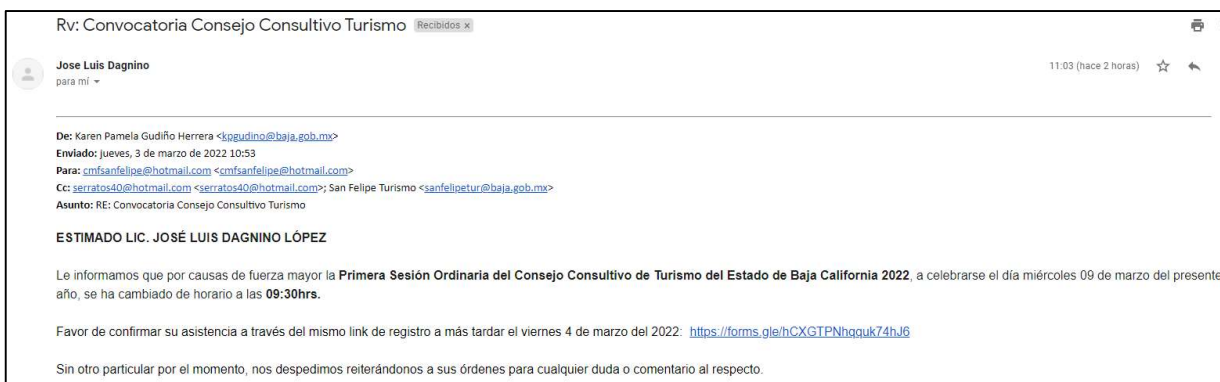 Rv: Convocatoria Consejo Consultivo Turismo Recibidos x
Jose Luis Dagnino 11:03 (hace 2 horas)
para mí
De: Karen Pamela Gudiño Herrera <kpgudino@baja.gob.mx>
Enviado: jueves, 3 de marzo de 2022 10:53
Para: cmfsanfelipe@hotmail.com <cmfsanfelipe@hotmail.com>
Cc: serratos40@hotmail.com <serratos40@hotmail.com>; San Felipe Turismo <sanfelipetur@baja.gob.mx>
Asunto: RE: Convocatoria Consejo Consultivo Turismo
ESTIMADO LIC. JOSÉ LUIS DAGNINO LÓPEZ
Le informamos que por causas de fuerza mayor la Primera Sesión Ordinaria del Consejo Consultivo de Turismo del Estado de Baja California 2022, a celebrarse el día miércoles 09 de marzo del presente
año, se ha cambiado de horario a las 09:30hrs.
Favor de confirmar su asistencia a través del mismo link de registro a más tardar el viernes 4 de marzo del 2022: https://forms.gle/hCXGTPNhqquk74hJ6
Sin otro particular por el momento, nos despedimos reiterándonos a sus órdenes para cualquier duda o comentario al respecto.